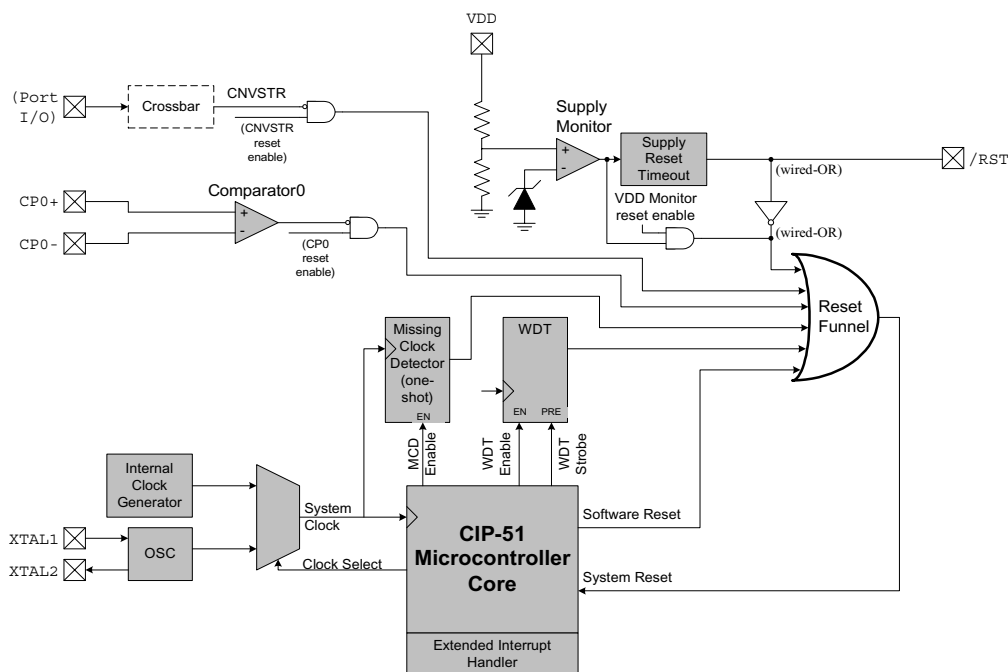 VDD
(Port
I/O)
Crossbar
CNVSTR
(CNVSTR
reset
enable)
Supply
Monitor
+
-
Supply
Reset
Timeout
(wired-OR)
/RST
VDD Monitor
reset enable
(wired-OR)
CP0+
CP0-
Comparator0
+
-
(CP0
reset
enable)
Reset
Funnel
Missing
Clock
Detector
(one-
shot)
EN
WDT
EN
PRE
MCD
Enable
WDT
Enable
WDT
Strobe
Internal
Clock
Generator
System
Clock
XTAL1
XTAL2
OSC
Clock Select
CIP-51
Microcontroller
Core
Software Reset
System Reset
Extended Interrupt
Handler